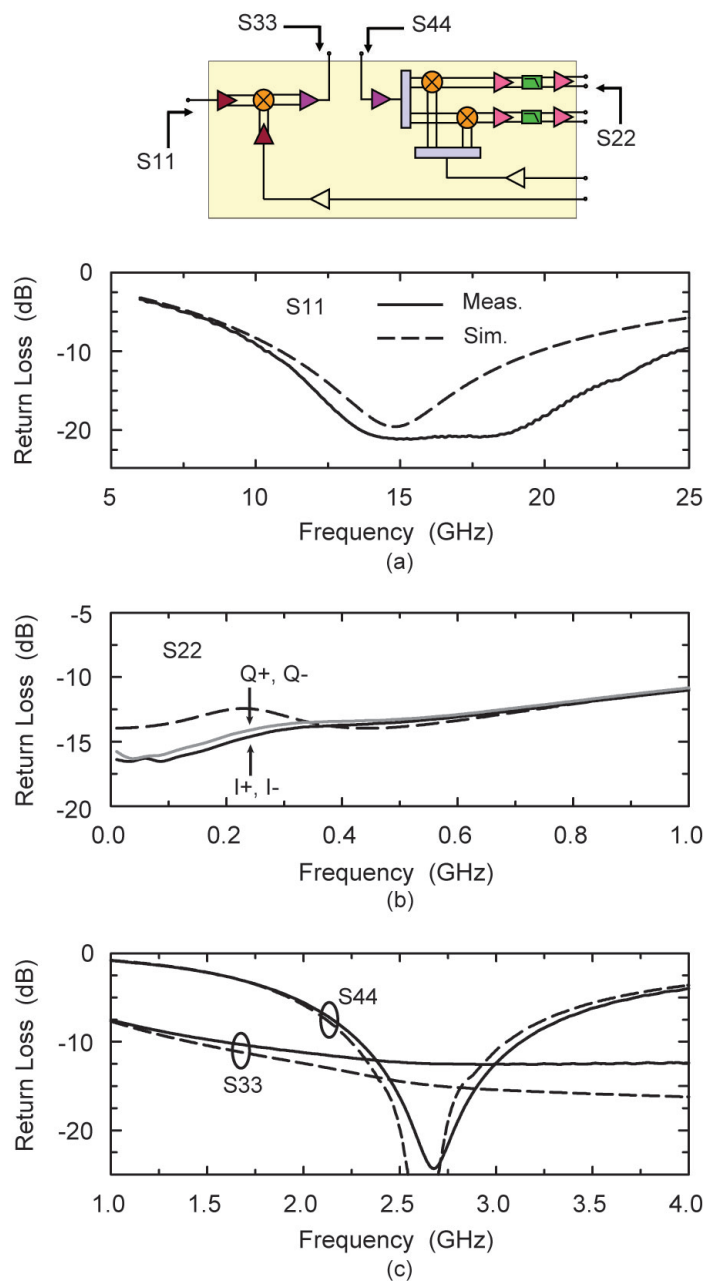 S33 S44
S11 S22
0
-10
-20
Return Loss (dB)
S11
Meas.
Sim.
5 10 15 20 25
Frequency (GHz)
(a)
-5
-10
-15
-20
Return Loss (dB)
S22
Q+, Q-
I+, I-
0.0 0.2 0.4 0.6 0.8 1.0
Frequency (GHz)
(b)
0
-10
-20
Return Loss (dB)
S44
S33
1.0 1.5 2.0 2.5 3.0 3.5 4.0
Frequency (GHz)
(c)